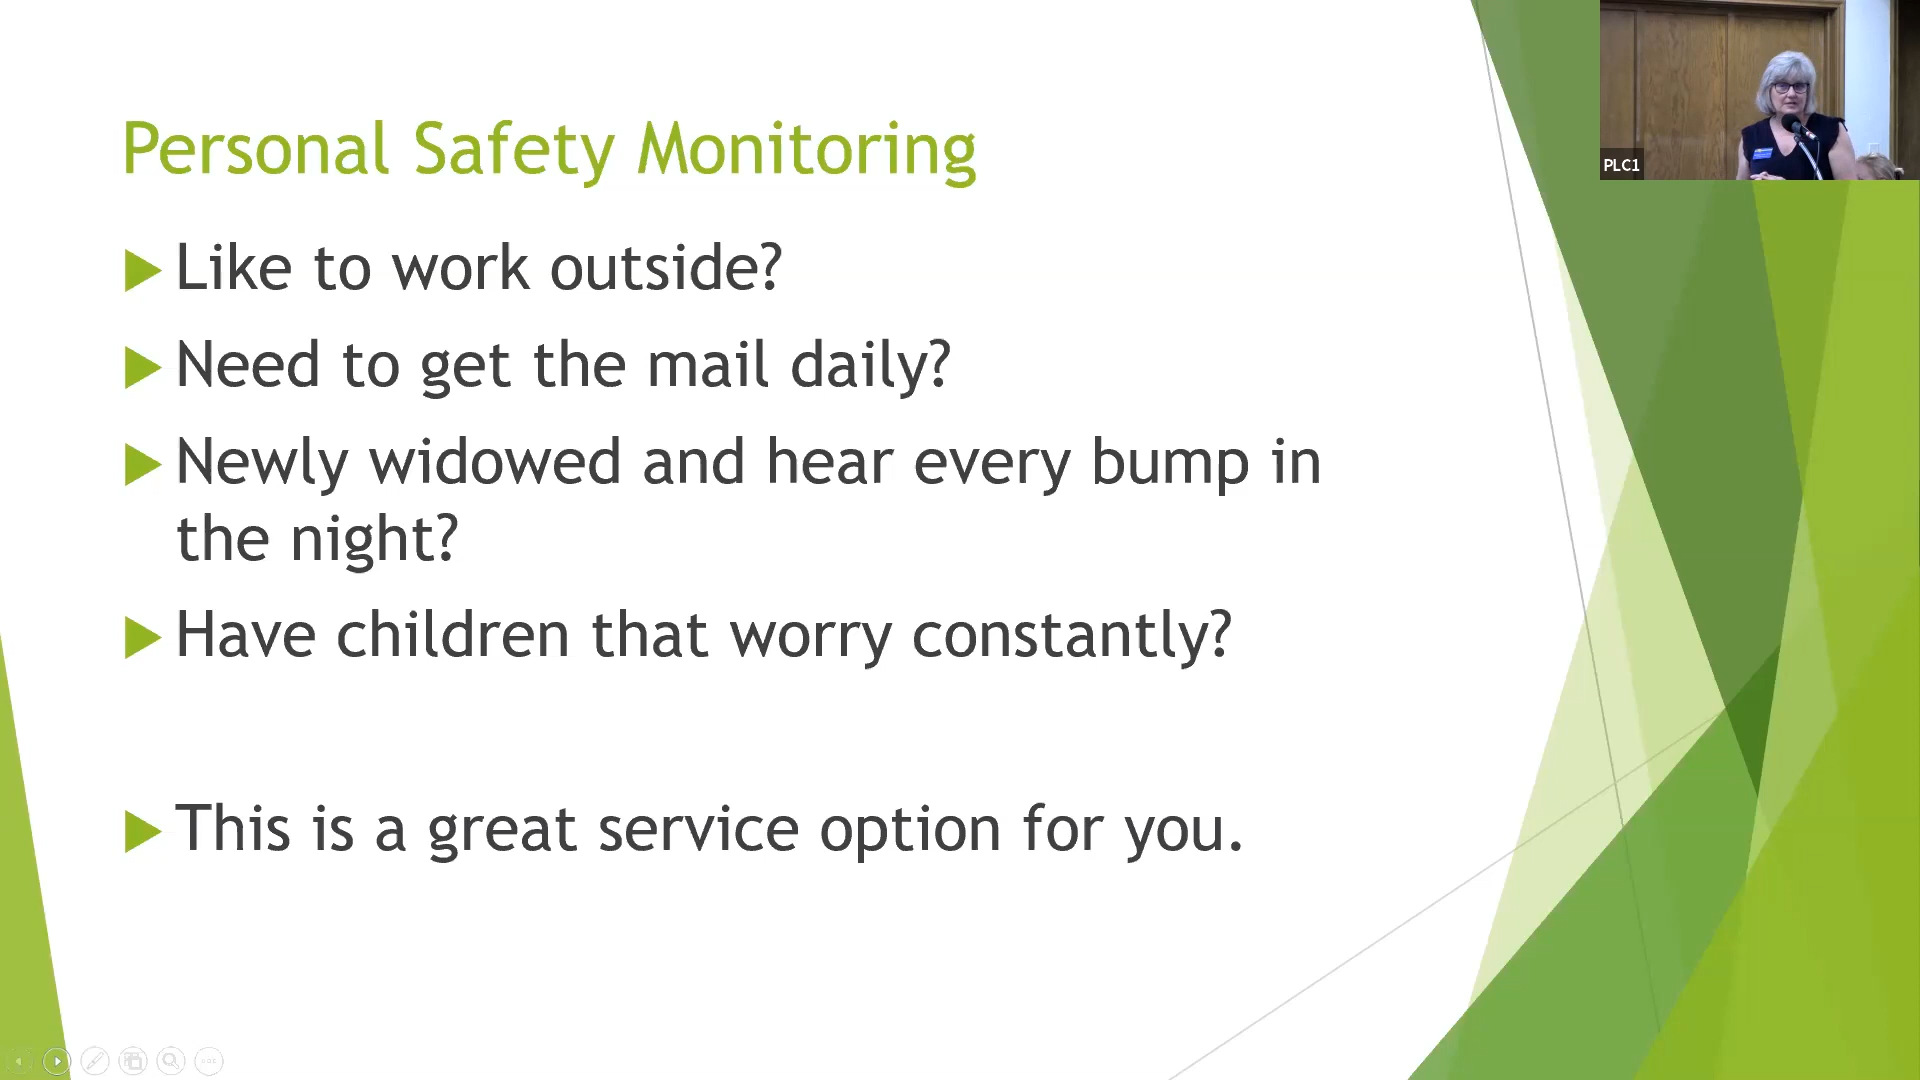 PLC1
Personal Safety Monitoring
Like to work outside?
Need to get the mail daily?
Newly widowed and hear every bump in
the night?
Have children that worry constantly?
This is a great service option for you.